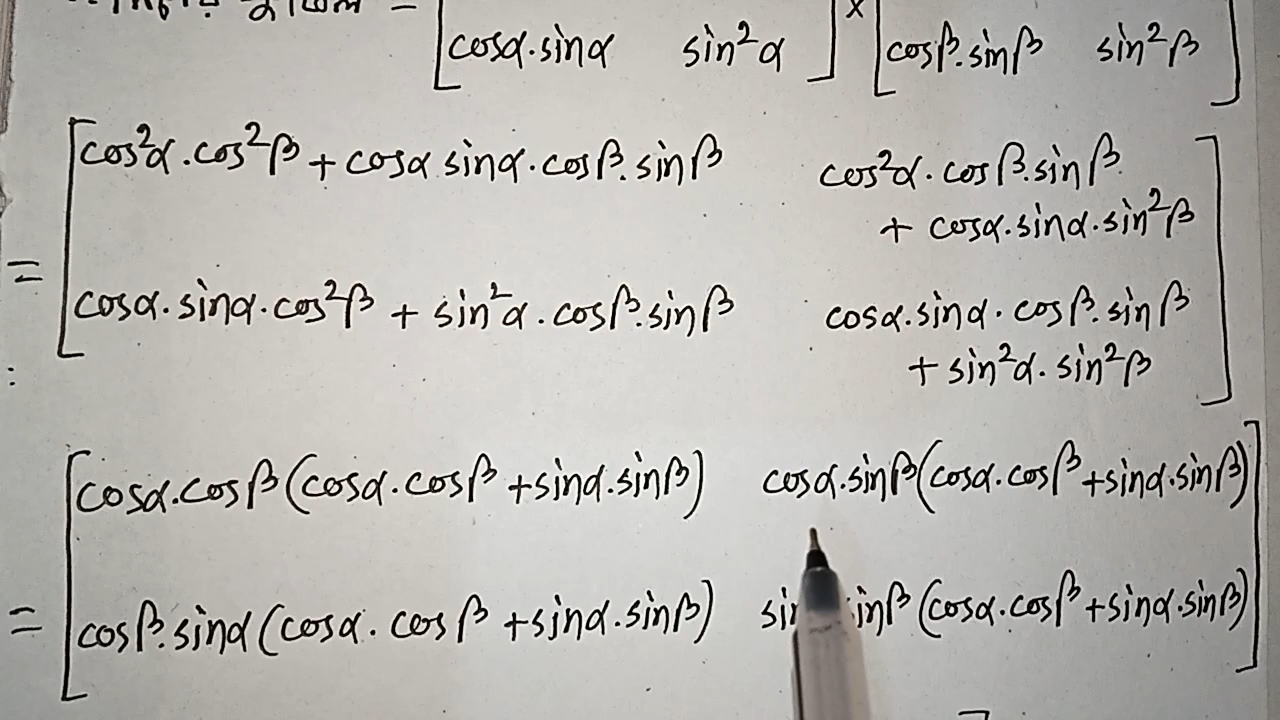 [cosα.sinα sin²α] × [cosβ.sinβ sin²β]
= [cos²α.cos²β + cosα sinα.cosβ.sinβ cos²α.cosβ.sinβ
+ cosα.sinα.sin²β
cosα.sinα.cos²β + sin²α.cosβ.sinβ cosα.sinα.cosβ.sinβ
+ sin²α.sin²β]
= [cosα.cosβ(cosα.cosβ+sinα.sinβ) cosα.sinβ(cosα.cosβ+sinα.sinβ)
cosβ.sinα(cosα.cosβ+sinα.sinβ) (cosα.cosβ+sinα.sinβ)]